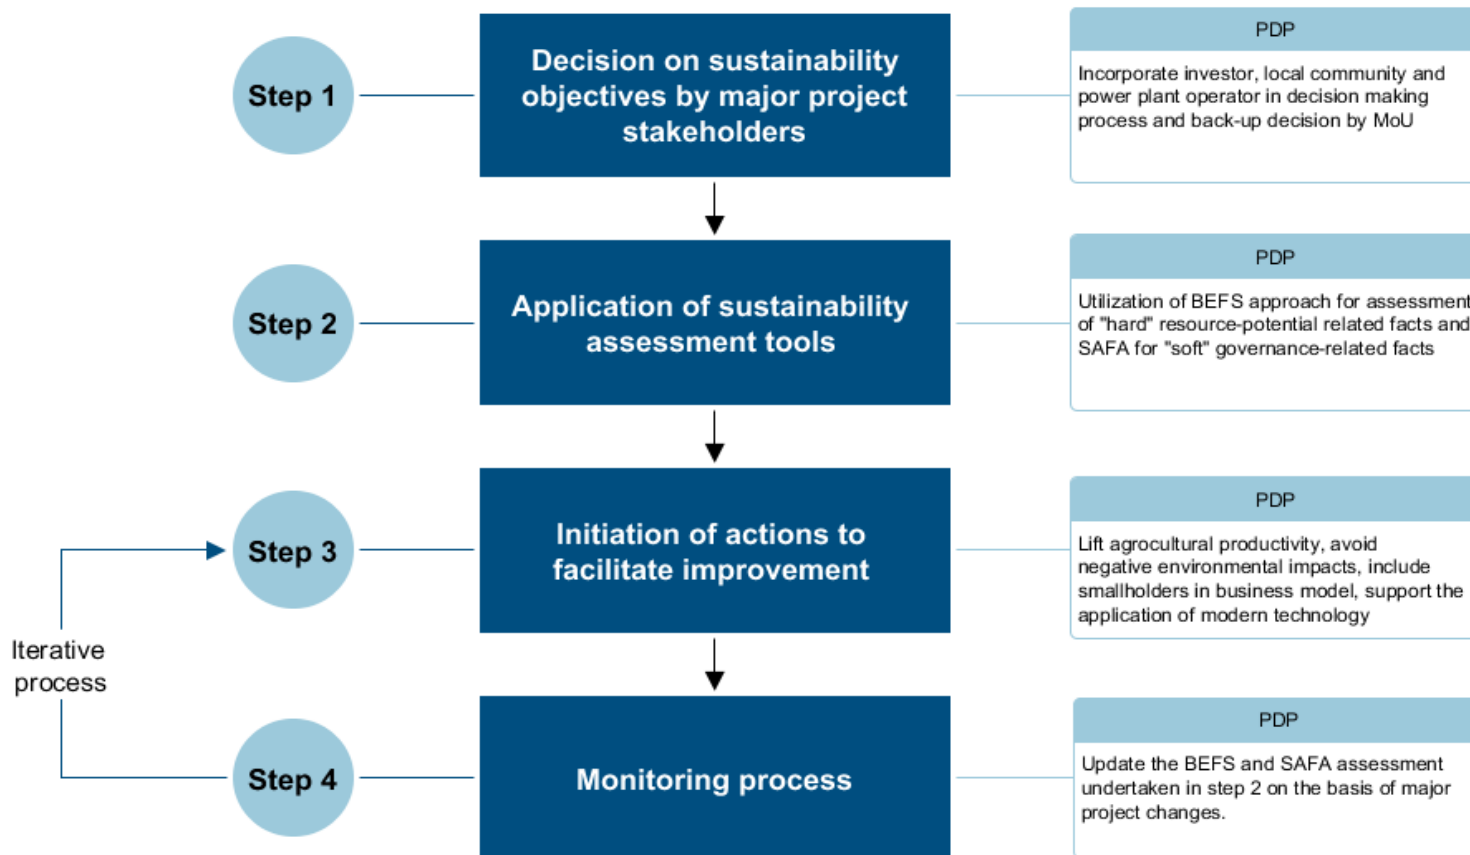 Step 1
Decision on sustainability
objectives by major project
stakeholders
PDP
Incorporate investor, local community and
power plant operator in decision making
process and back-up decision by MoU
Step 2
Application of sustainability
assessment tools
PDP
Utilization of BEFS approach for assessment
of "hard" resource-potential related facts and
SAFA for "soft" governance-related facts
Step 3
Initiation of actions to
facilitate improvement
PDP
Lift agrocultural productivity, avoid
negative environmental impacts, include
smallholders in business model, support the
application of modern technology
Iterative
process
Step 4
Monitoring process
PDP
Update the BEFS and SAFA assessment
undertaken in step 2 on the basis of major
project changes.